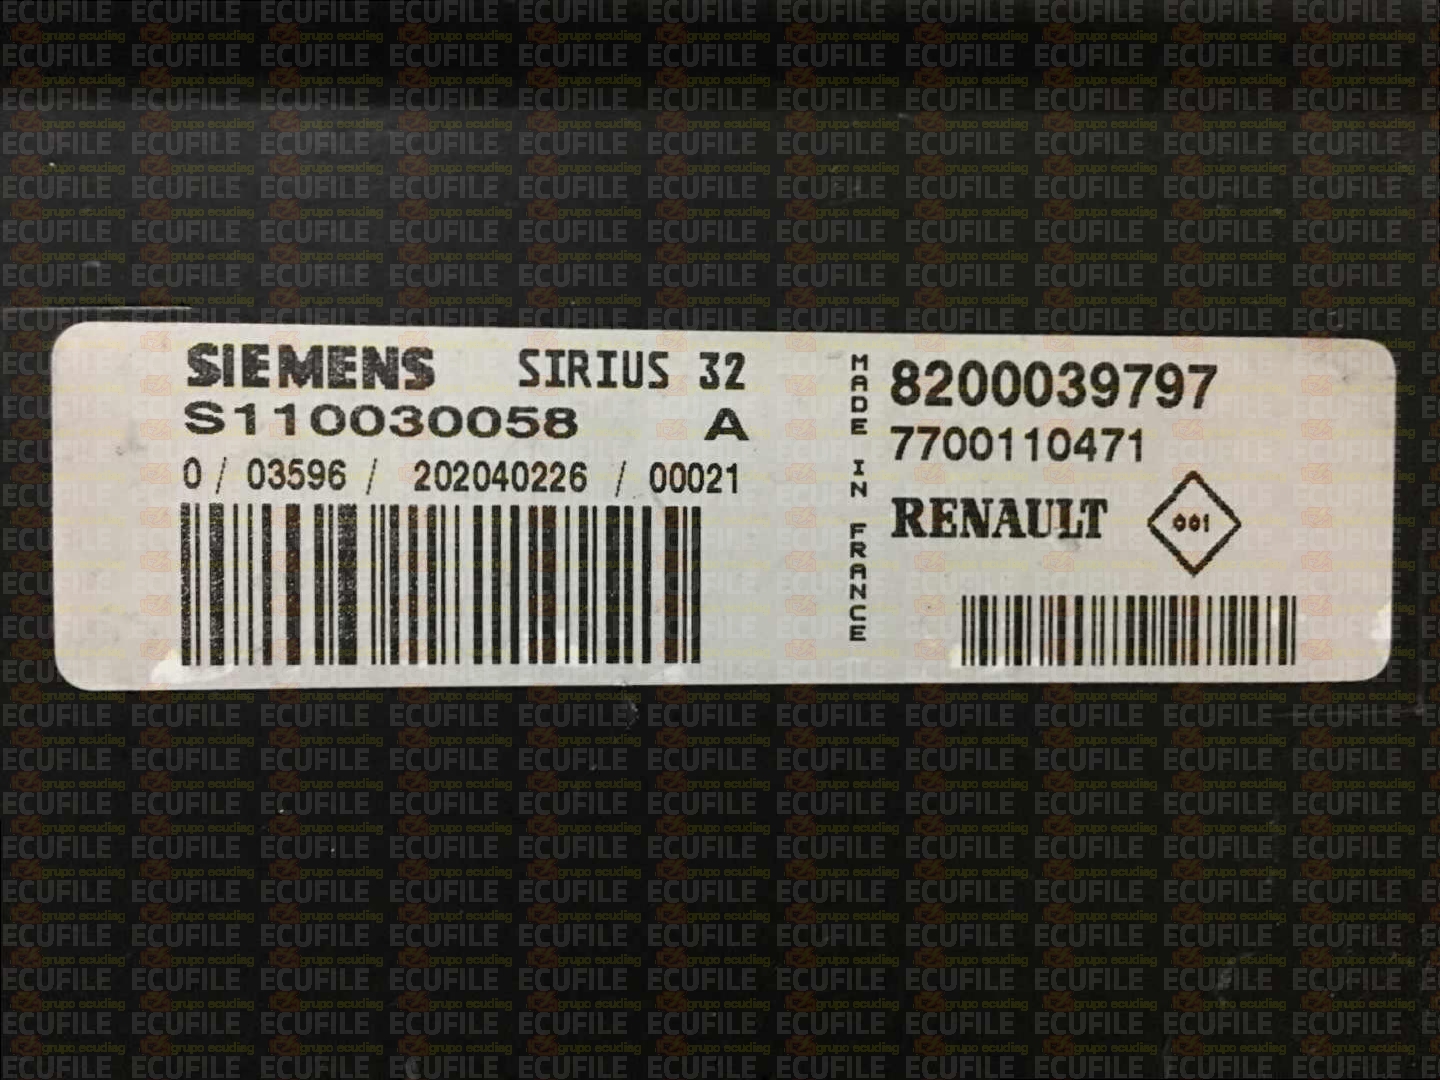 SIEMENS SIRIUS 32
S110030058 A
0 / 03596 / 202040226 / 00021
MADE IN FRANCE
8200039797
7700110471
RENAULT 001
ECUFILE
grupo ecudiag